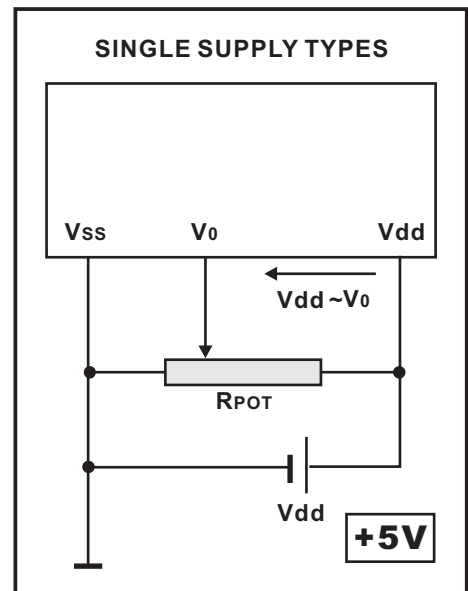 SINGLE SUPPLY TYPES
Vss V0 Vdd
Vdd ~V0
RPOT
Vdd
+5V